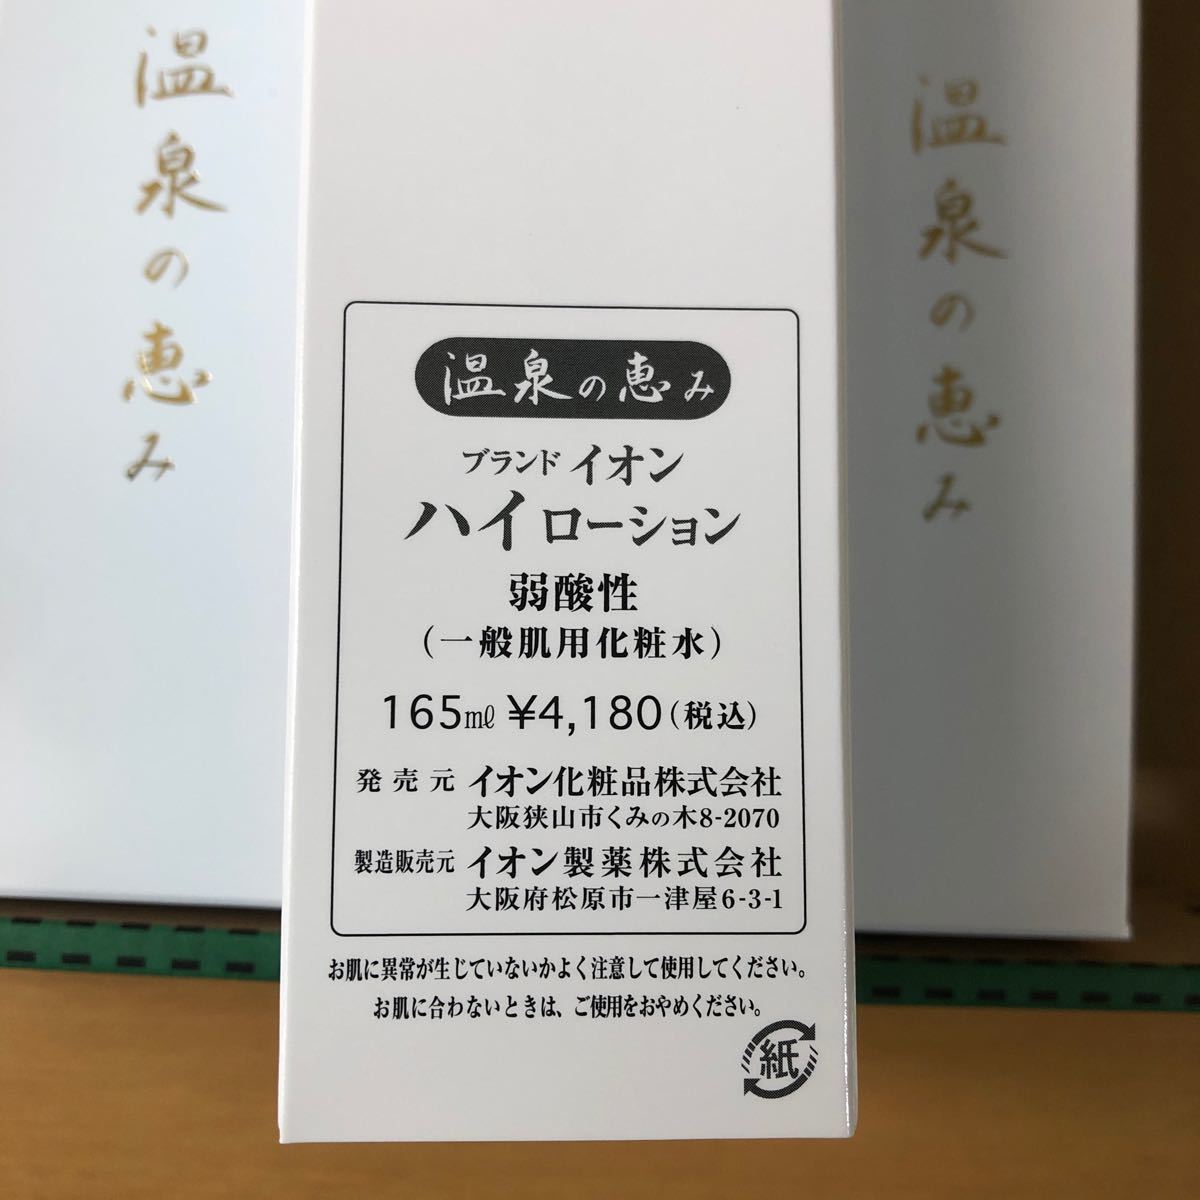 温泉の恵み
温泉の恵み
ブランド イオン
ハイローション
弱酸性
(一般肌用化粧水)
165㎖ ¥4,180(税込)
発売元 イオン化粧品株式会社
大阪狭山市くみの木8-2070
製造販売元 イオン製薬株式会社
大阪府松原市一津屋6-3-1
お肌に異常が生じていないかよく注意して使用してください。
お肌に合わないときは、ご使用をおやめください。
紙
温泉の恵み